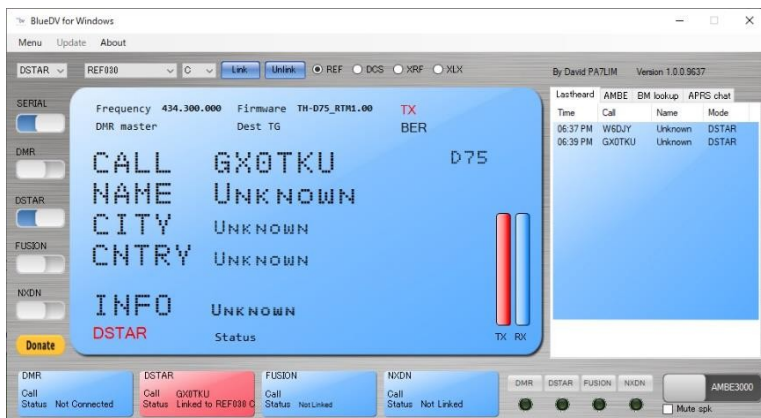 BlueDV for Windows
Menu Update About
DSTAR REF030 C Link Unlink REF DCS XRF XLX By David PA7LIM Version 1.0.0.9637
SERIAL
DMR
DSTAR
FUSION
NXDN
Donate
Frequency 434.300.000 Firmware TH-D75_RTM1.00 TX
DMR master Dest TG BER
CALL GX0TKU D75
NAME Unknown
CITY Unknown
CNTRY Unknown
INFO Unknown
DSTAR Status TX RX
Lastheard AMBE BM lookup APRS chat
Time Call Name Mode
06:37 PM W6DJY Unknown DSTAR
06:39 PM GX0TKU Unknown DSTAR
DMR
Call
Status Not Connected
DSTAR
Call GX0TKU
Status Linked to REF030 C
FUSION
Call
Status NotLinked
NXDN
Call
Status Not Linked
DMR DSTAR FUSION NXDN
AMBE3000
Mute spk